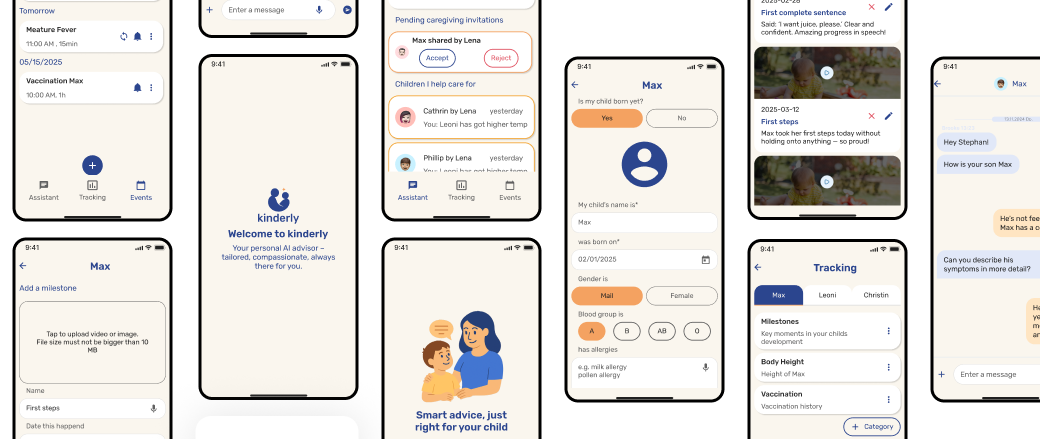 Tomorrow
Meature Fever
11:00 AM , 15min
05/15/2025
Vaccination Max
10:00 AM, 1h
Assistant
Tracking
Events
9:41
Max
Add a milestone
Tap to upload video or image.
File size must not be bigger than 10
MB
Name
First steps
Date this happend
Enter a message
9:41
kinderly
Welcome to kinderly
Your personal AI advisor –
tailored, compassionate, always
there for you.
Pending caregiving invitations
Max shared by Lena
Accept
Reject
Children I help care for
Cathrin by Lena
yesterday
You: Leoni has got higher temp
Phillip by Lena
yesterday
You: Leoni has got higher temp
Assistant
Tracking
Events
9:41
Smart advice, just
right for your child
9:41
Max
Is my child born yet?
Yes
No
My child's name is*
Max
was born on*
02/01/2025
Gender is
Mail
Female
Blood group is
A
B
AB
O
has allergies
e.g, milk allergy
pollen allergy
2025-02-28
First complete sentence
Said: 'I want juice, please.' Clear and
confident. Amazing progress in speech!
2025-03-12
First steps
Max took her first steps today without
holding onto anything — so proud!
9:41
Tracking
Max
Leoni
Christin
Milestones
Key moments in your childs
development
Body Height
Height of Max
Vaccination
Vaccination history
+ Category
9:41
Max
Hey Stephan!
How is your son Max
He's not fee
Max has a c
Can you describe his
symptoms in more detail?
He
ye
m
an
Enter a message